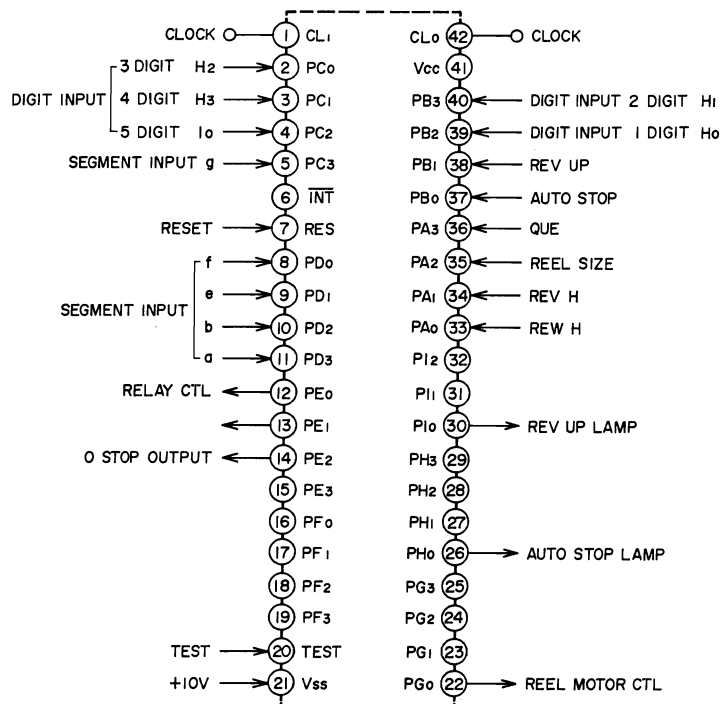 CLOCK 1 CL1 CL0 42 CLOCK
3 DIGIT H2 2 PC0 Vcc 41
DIGIT INPUT 4 DIGIT H3 3 PC1 PB3 40 DIGIT INPUT 2 DIGIT H1
5 DIGIT I0 4 PC2 PB2 39 DIGIT INPUT 1 DIGIT H0
SEGMENT INPUT g 5 PC3 PB1 38 REV UP
6 INT PB0 37 AUTO STOP
RESET 7 RES PA3 36 QUE
f 8 PD0 PA2 35 REEL SIZE
SEGMENT INPUT e 9 PD1 PA1 34 REV H
b 10 PD2 PA0 33 REW H
a 11 PD3 PI2 32
RELAY CTL 12 PE0 PI1 31
13 PE1 PI0 30 REV UP LAMP
0 STOP OUTPUT 14 PE2 PH3 29
15 PE3 PH2 28
16 PF0 PH1 27
17 PF1 PH0 26 AUTO STOP LAMP
18 PF2 PG3 25
19 PF3 PG2 24
TEST 20 TEST PG1 23
+10V 21 Vss PG0 22 REEL MOTOR CTL